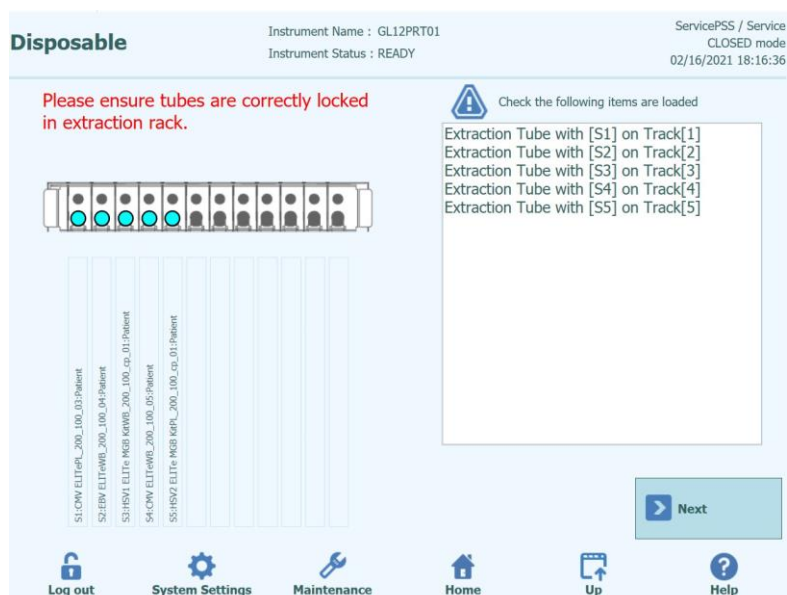 Disposable
Instrument Name : GL12PRT01
Instrument Status : READY
ServicePSS / Service
CLOSED mode
02/16/2021 18:16:36
Please ensure tubes are correctly locked
in extraction rack.
Check the following items are loaded
Extraction Tube with [S1] on Track[1]
Extraction Tube with [S2] on Track[2]
Extraction Tube with [S3] on Track[3]
Extraction Tube with [S4] on Track[4]
Extraction Tube with [S5] on Track[5]
S1:CMV ELITePL_200_100_03:Patient
S2:EBV ELITeWB_200_100_04:Patient
S3:HSV1 ELITe MGB KitWB_200_100_cp_01:Patient
S4:CMV ELITeWB_200_100_05:Patient
S5:HSV2 ELITe MGB KitPL_200_100_cp_01:Patient
Next
Log out
System Settings
Maintenance
Home
Up
Help